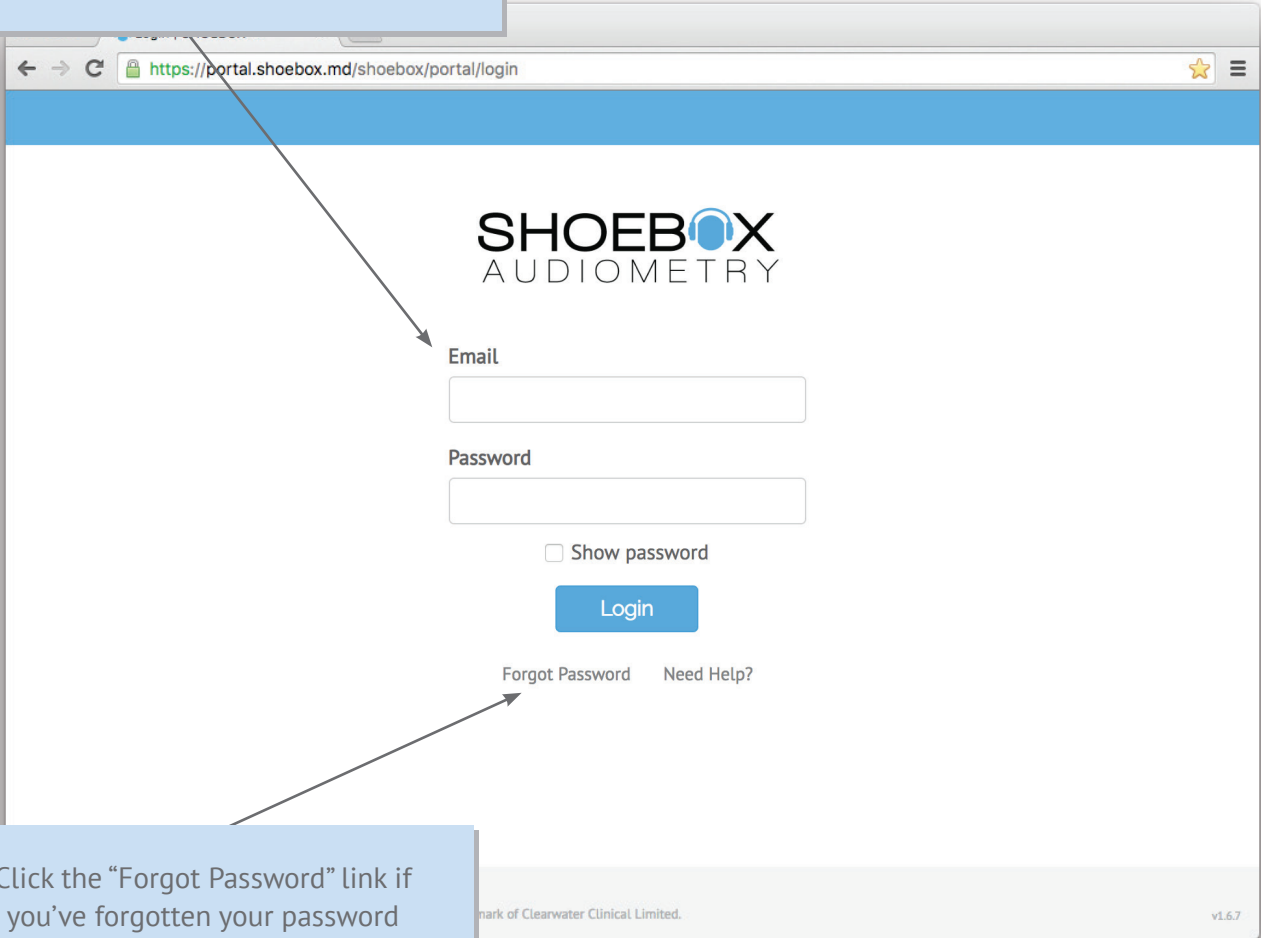 https://portal.shoebox.md/shoebox/portal/login
SHOEBOX
AUDIOMETRY
Email
Password
Show password
Login
Forgot Password Need Help?
Click the “Forgot Password” link if
you’ve forgotten your password
mark of Clearwater Clinical Limited.
v1.6.7